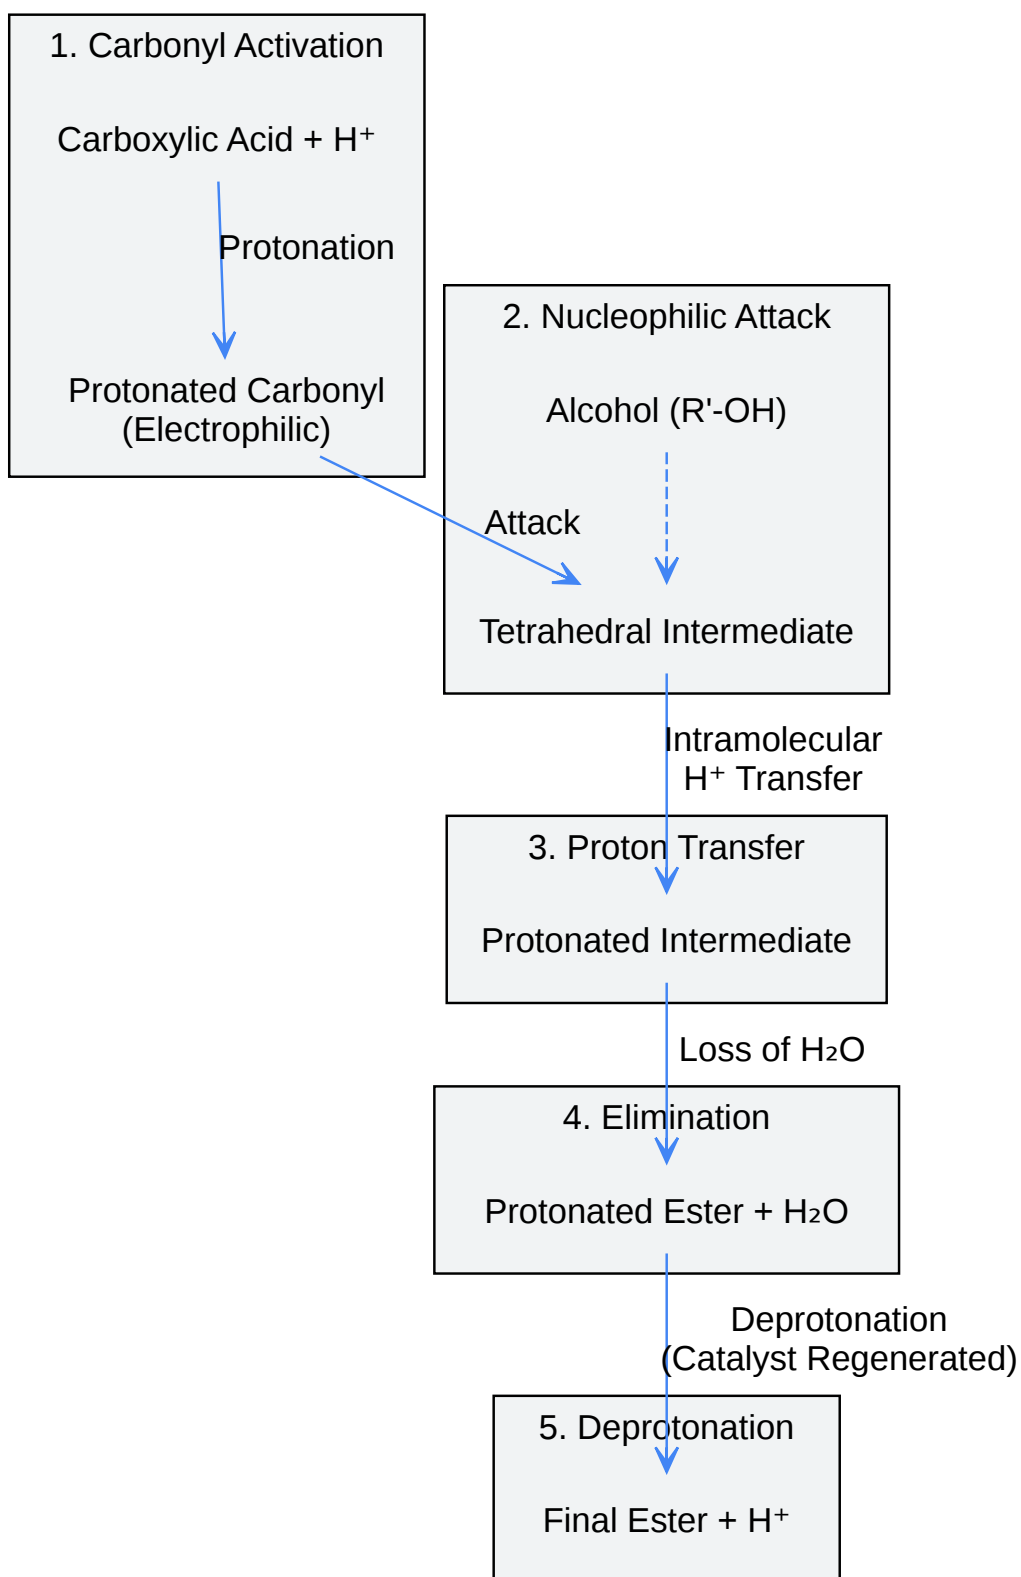 1. Carbonyl Activation
Carboxylic Acid + H⁺
Protonation
Protonated Carbonyl
(Electrophilic)
2. Nucleophilic Attack
Alcohol (R'-OH)
Attack
Tetrahedral Intermediate
Intramolecular
H⁺ Transfer
3. Proton Transfer
Protonated Intermediate
Loss of H₂O
4. Elimination
Protonated Ester + H₂O
Deprotonation
(Catalyst Regenerated)
5. Deprotonation
Final Ester + H⁺